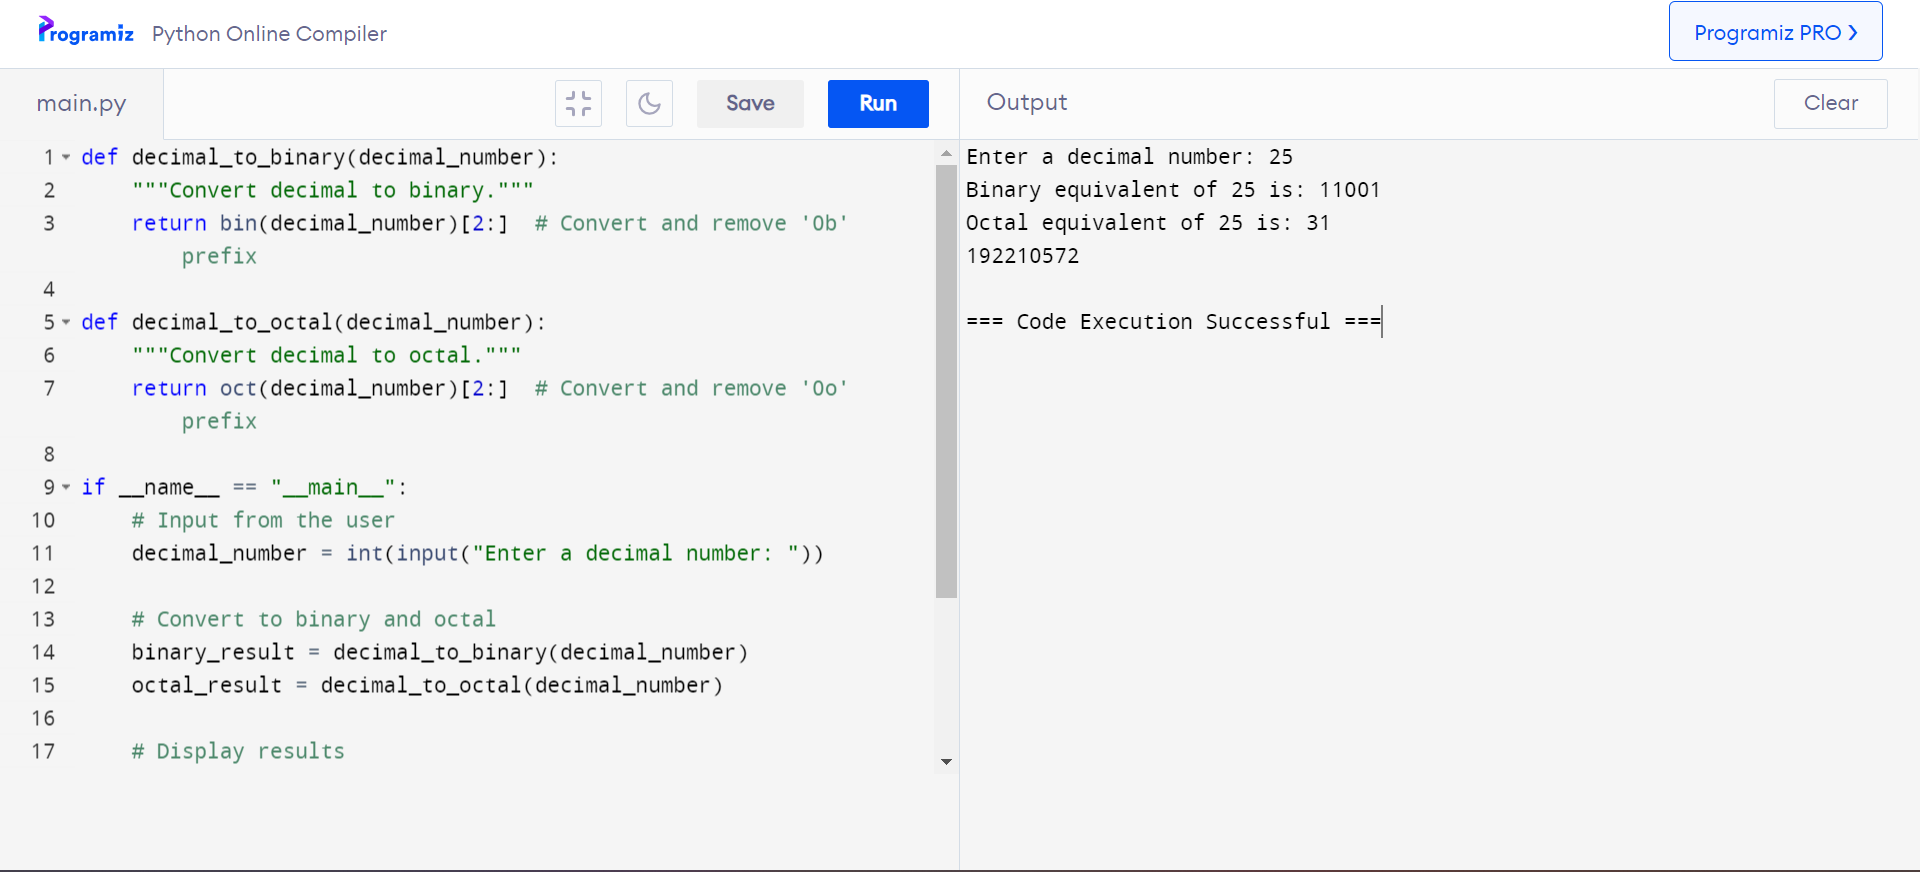 Programiz Python Online Compiler
Programiz PRO ❯
main.py
Save
Run
1 def decimal_to_binary(decimal_number):
2     """Convert decimal to binary."""
3     return bin(decimal_number)[2:]  # Convert and remove '0b'
        prefix
4
5 def decimal_to_octal(decimal_number):
6     """Convert decimal to octal."""
7     return oct(decimal_number)[2:]  # Convert and remove '0o'
        prefix
8
9 if __name__ == "__main__":
10     # Input from the user
11     decimal_number = int(input("Enter a decimal number: "))
12
13     # Convert to binary and octal
14     binary_result = decimal_to_binary(decimal_number)
15     octal_result = decimal_to_octal(decimal_number)
16
17     # Display results
Output
Clear
Enter a decimal number: 25
Binary equivalent of 25 is: 11001
Octal equivalent of 25 is: 31
192210572
=== Code Execution Successful ===